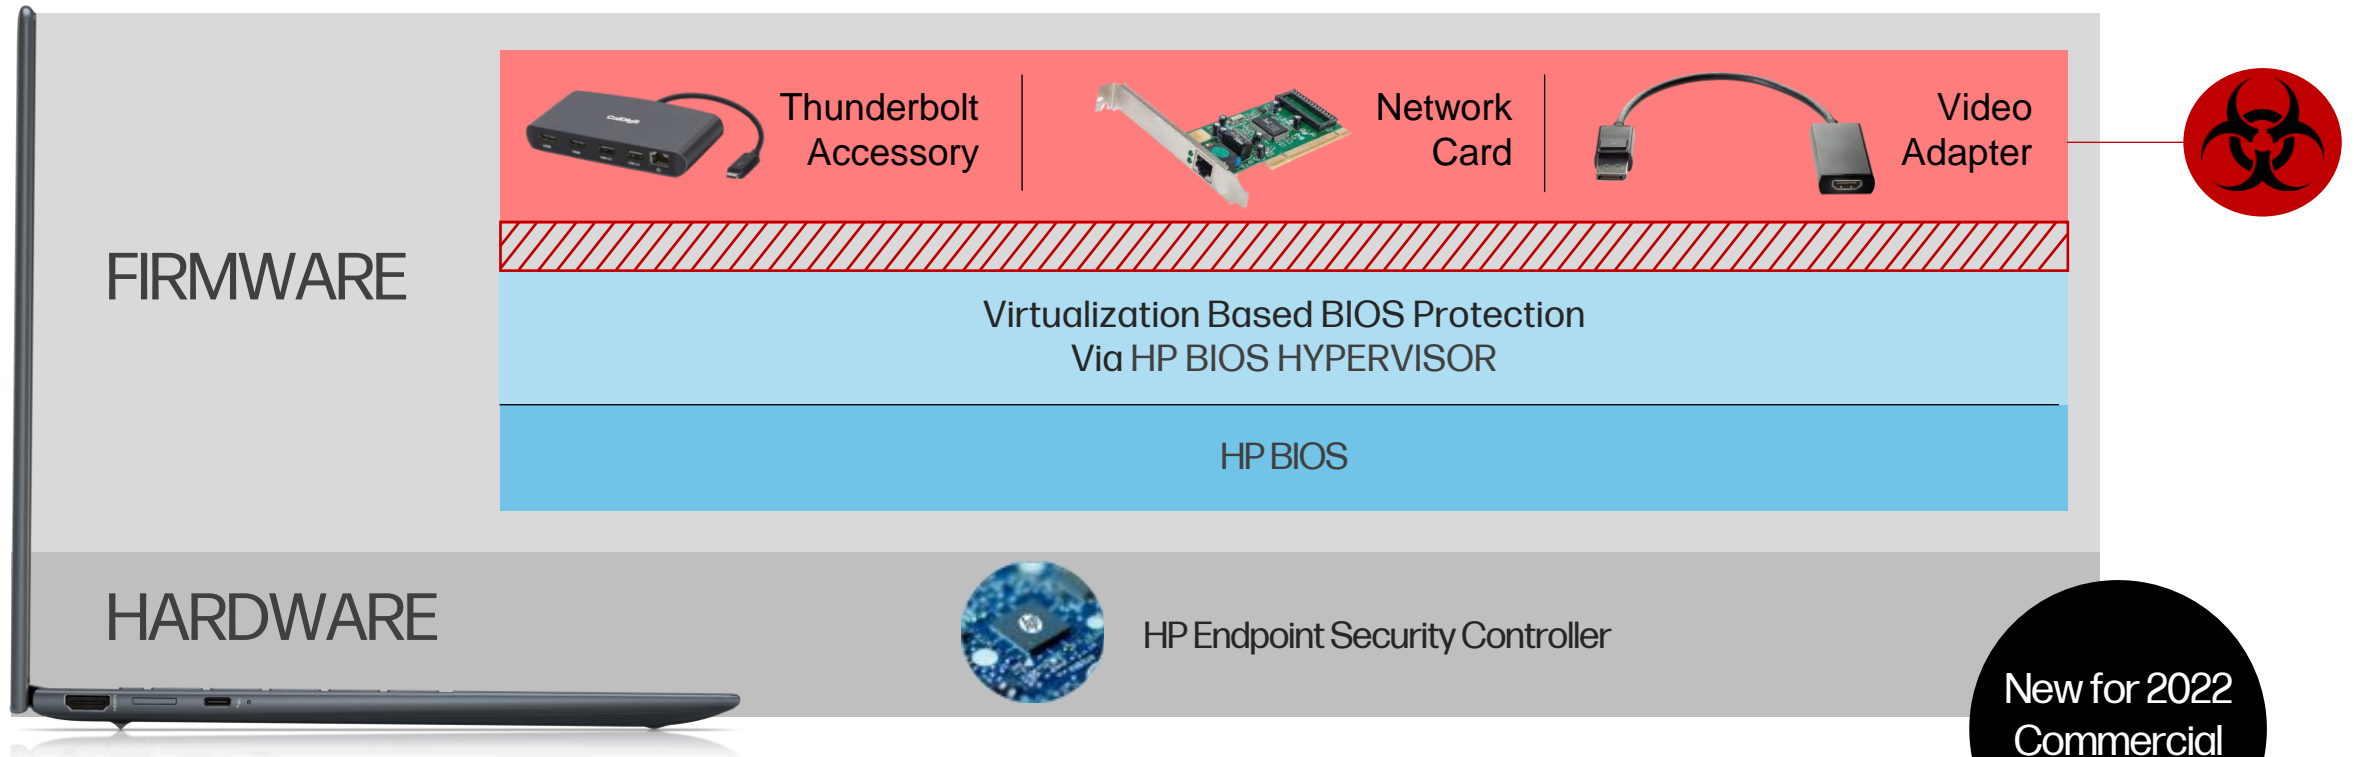 Thunderbolt
Accessory
Network
Card
Video
Adapter
CalDigit
FIRMWARE
Virtualization Based BIOS Protection
Via HP BIOS HYPERVISOR
HP BIOS
HARDWARE
HP Endpoint Security Controller
New for 2022
Commercial